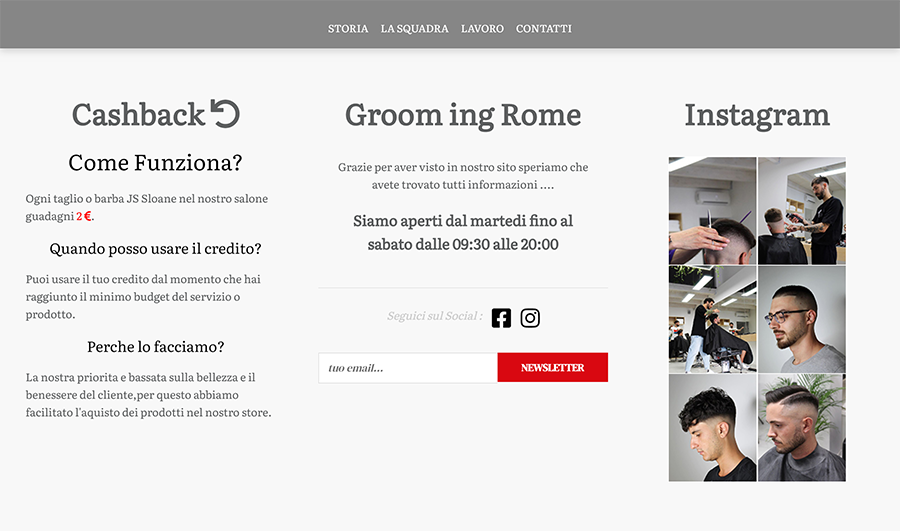 STORIA LA SQUADRA LAVORO CONTATTI
Cashback
Come Funziona?
Ogni taglio o barba JS Sloane nel nostro salone
guadagni 2 €.
Quando posso usare il credito?
Puoi usare il tuo credito dal momento che hai
raggiunto il minimo budget del servizio o
prodotto.
Perche lo facciamo?
La nostra priorita e bassata sulla bellezza e il
benessere del cliente,per questo abbiamo
facilitato l'aquisto dei prodotti nel nostro store.
Groom ing Rome
Grazie per aver visto in nostro sito speriamo che
avete trovato tutti informazioni ....
Siamo aperti dal martedi fino al
sabato dalle 09:30 alle 20:00
Seguici sul Social :
tuo email...
NEWSLETTER
Instagram